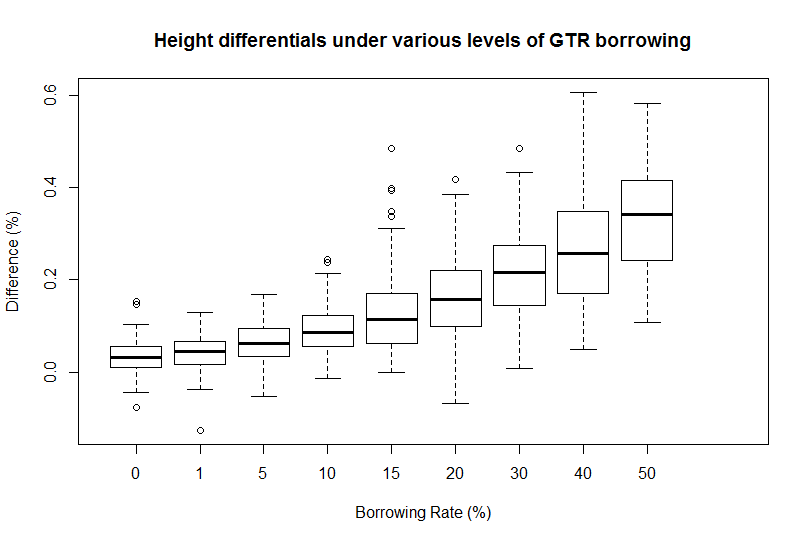 Height differentials under various levels of GTR borrowing
0.6
0.4
0.2
0.0
Difference (%)
0 1 5 10 15 20 30 40 50
Borrowing Rate (%)